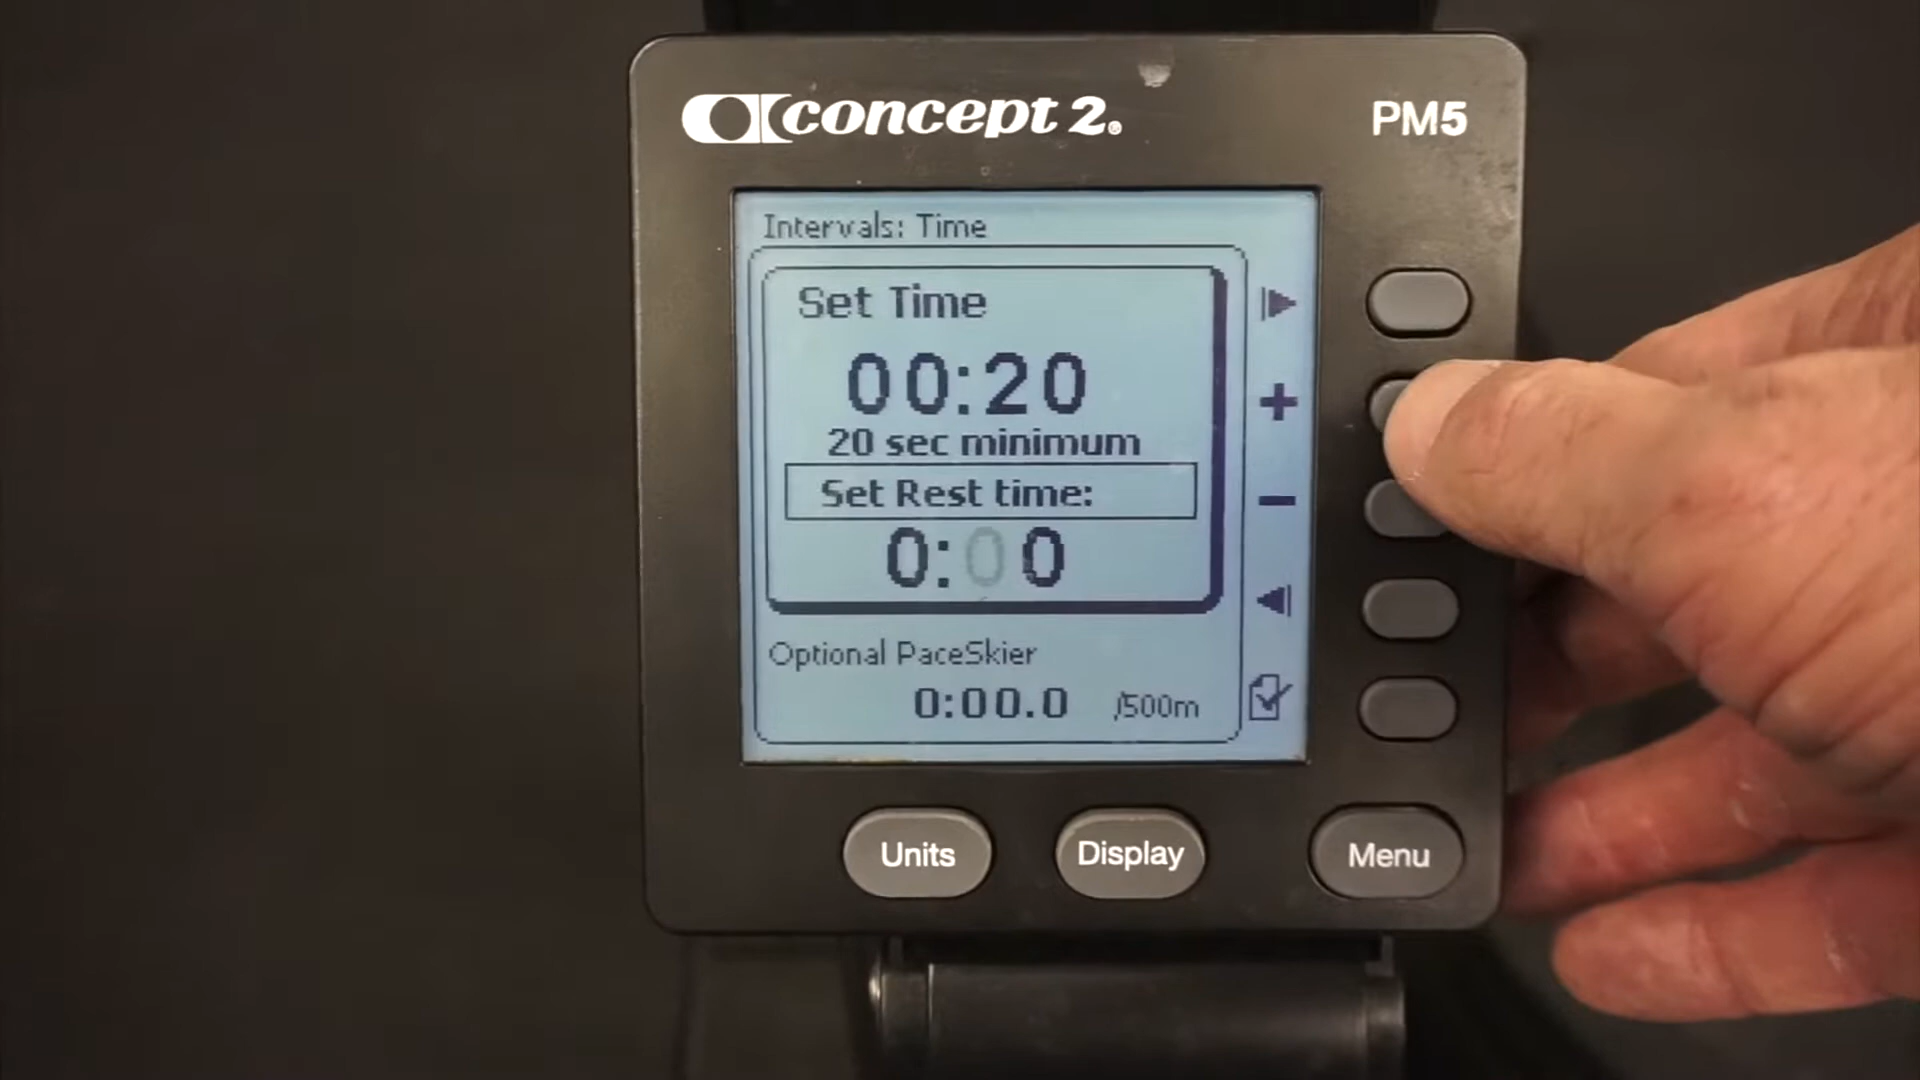 concept 2®
PM5
Intervals: Time
Set Time
00:20
20 sec minimum
Set Rest time:
0:00
Optional PaceSkier
0:00.0 /500m
Units
Display
Menu